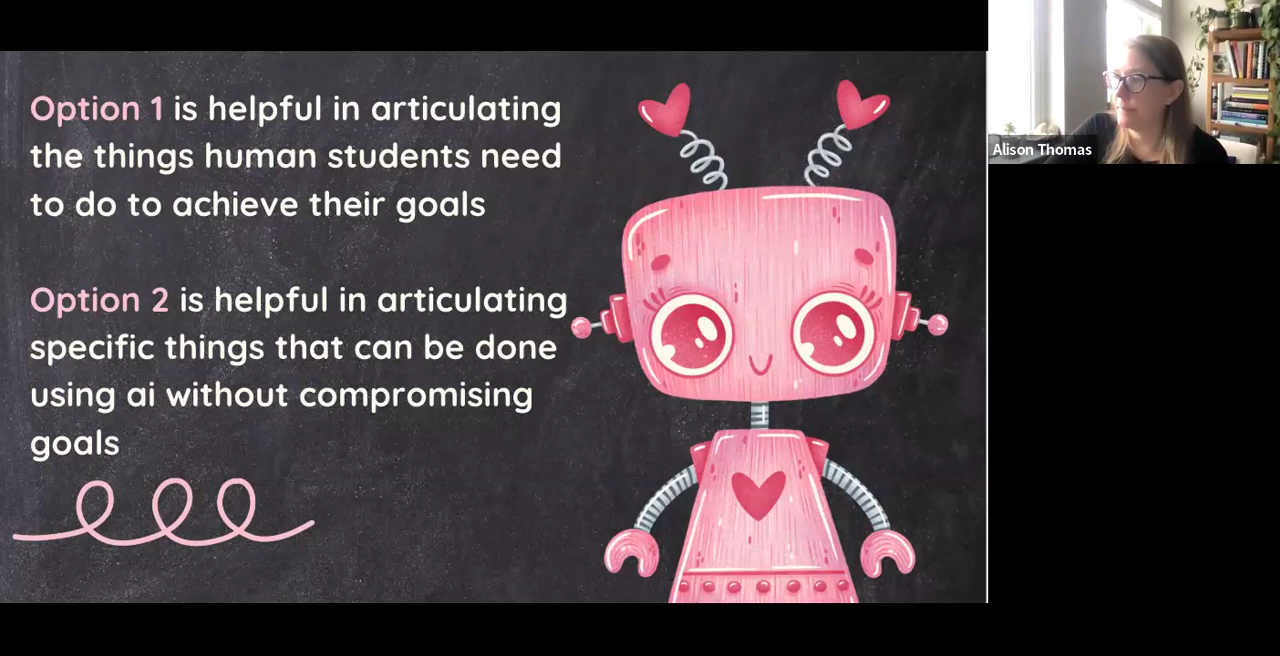 Option 1 is helpful in articulating
the things human students need
to do to achieve their goals
Option 2 is helpful in articulating
specific things that can be done
using ai without compromising
goals
Alison Thomas